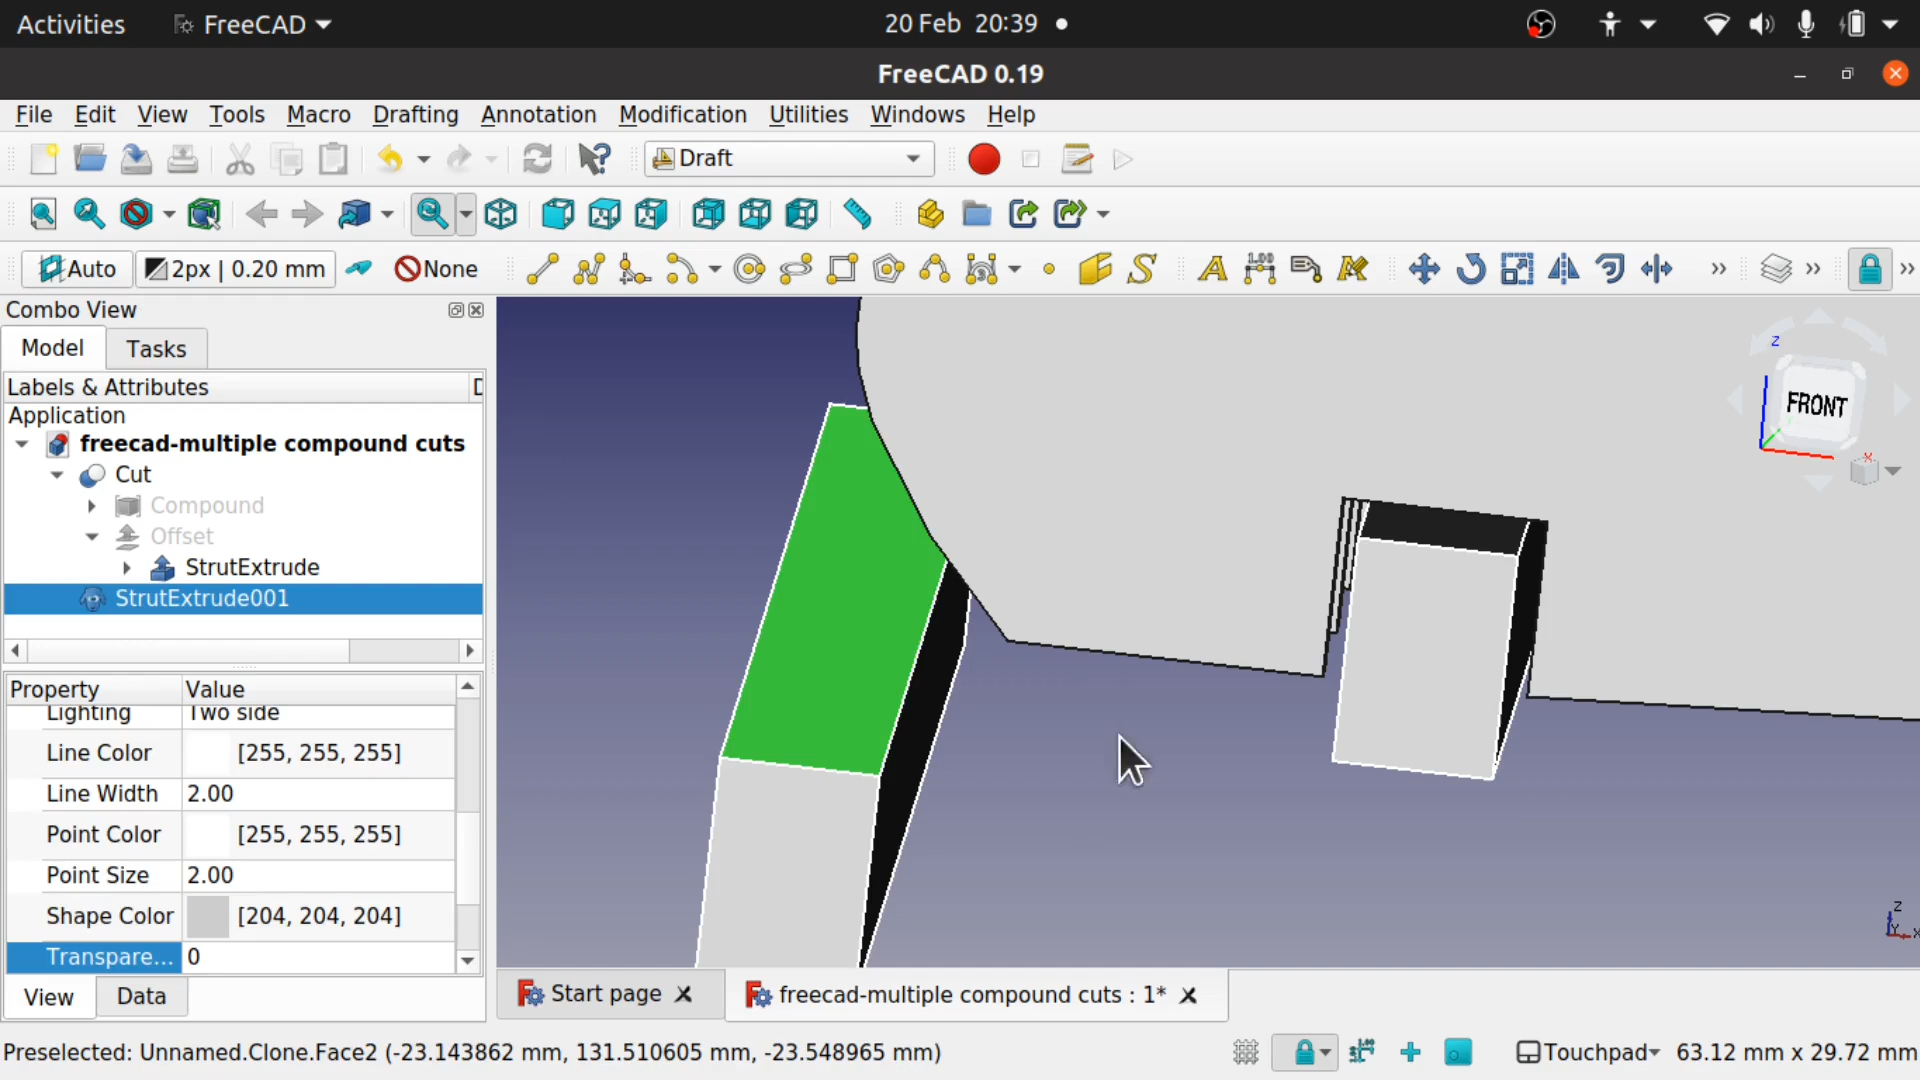 Activities FreeCAD 20 Feb 20:39
FreeCAD 0.19
File Edit View Tools Macro Drafting Annotation Modification Utilities Windows Help
Draft
Auto 2px | 0.20 mm None
Combo View
Model Tasks
Labels & Attributes
Application
freecad-multiple compound cuts
Cut
Compound
Offset
StrutExtrude
StrutExtrude001
Property Value
Lighting Two side
Line Color [255, 255, 255]
Line Width 2.00
Point Color [255, 255, 255]
Point Size 2.00
Shape Color [204, 204, 204]
Transpare... 0
View Data
Z
FRONT
X
Z
Y
X
Start page freecad-multiple compound cuts : 1*
Preselected: Unnamed.Clone.Face2 (-23.143862 mm, 131.510605 mm, -23.548965 mm) Touchpad 63.12 mm x 29.72 mm